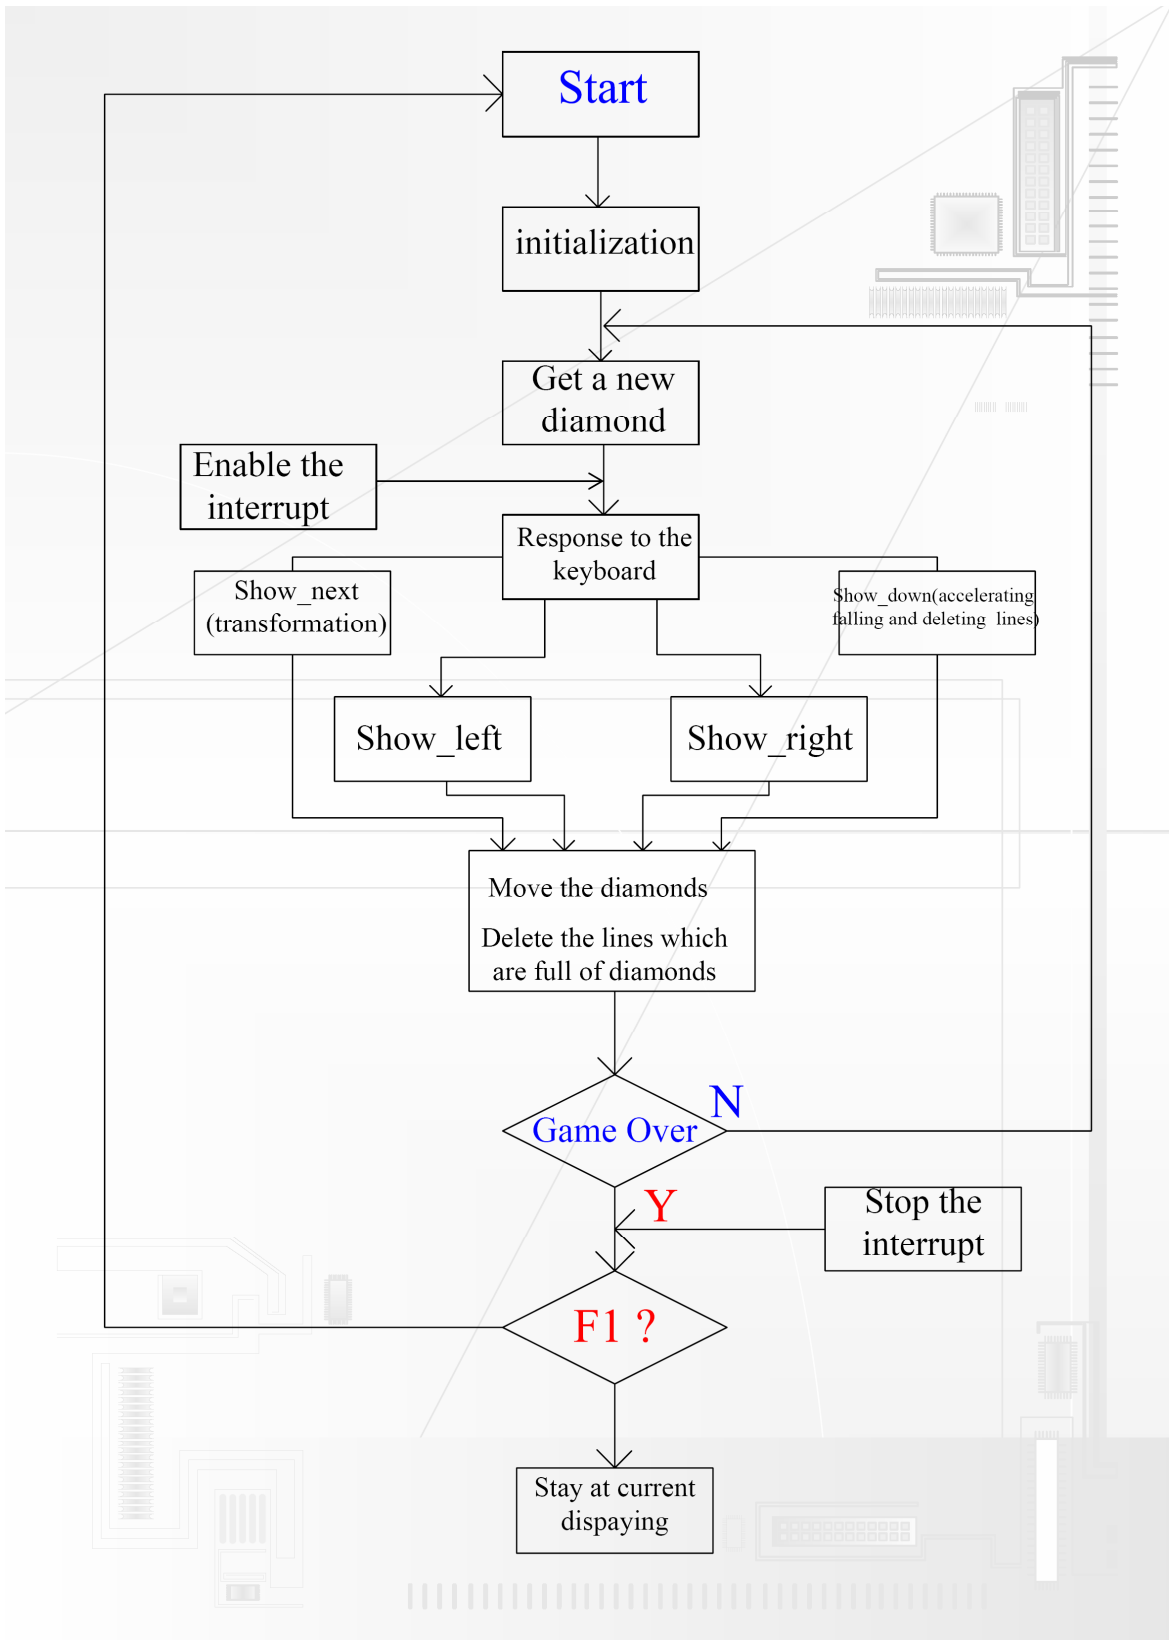 Start
initialization
Get a new
diamond
Enable the
interrupt
Response to the
keyboard
Show_next
(transformation)
Show_down(accelerating
falling and deleting lines)
Show_left
Show_right
Move the diamonds
Delete the lines which
are full of diamonds
N
Game Over
Y
Stop the
interrupt
F1 ?
Stay at current
dispaying